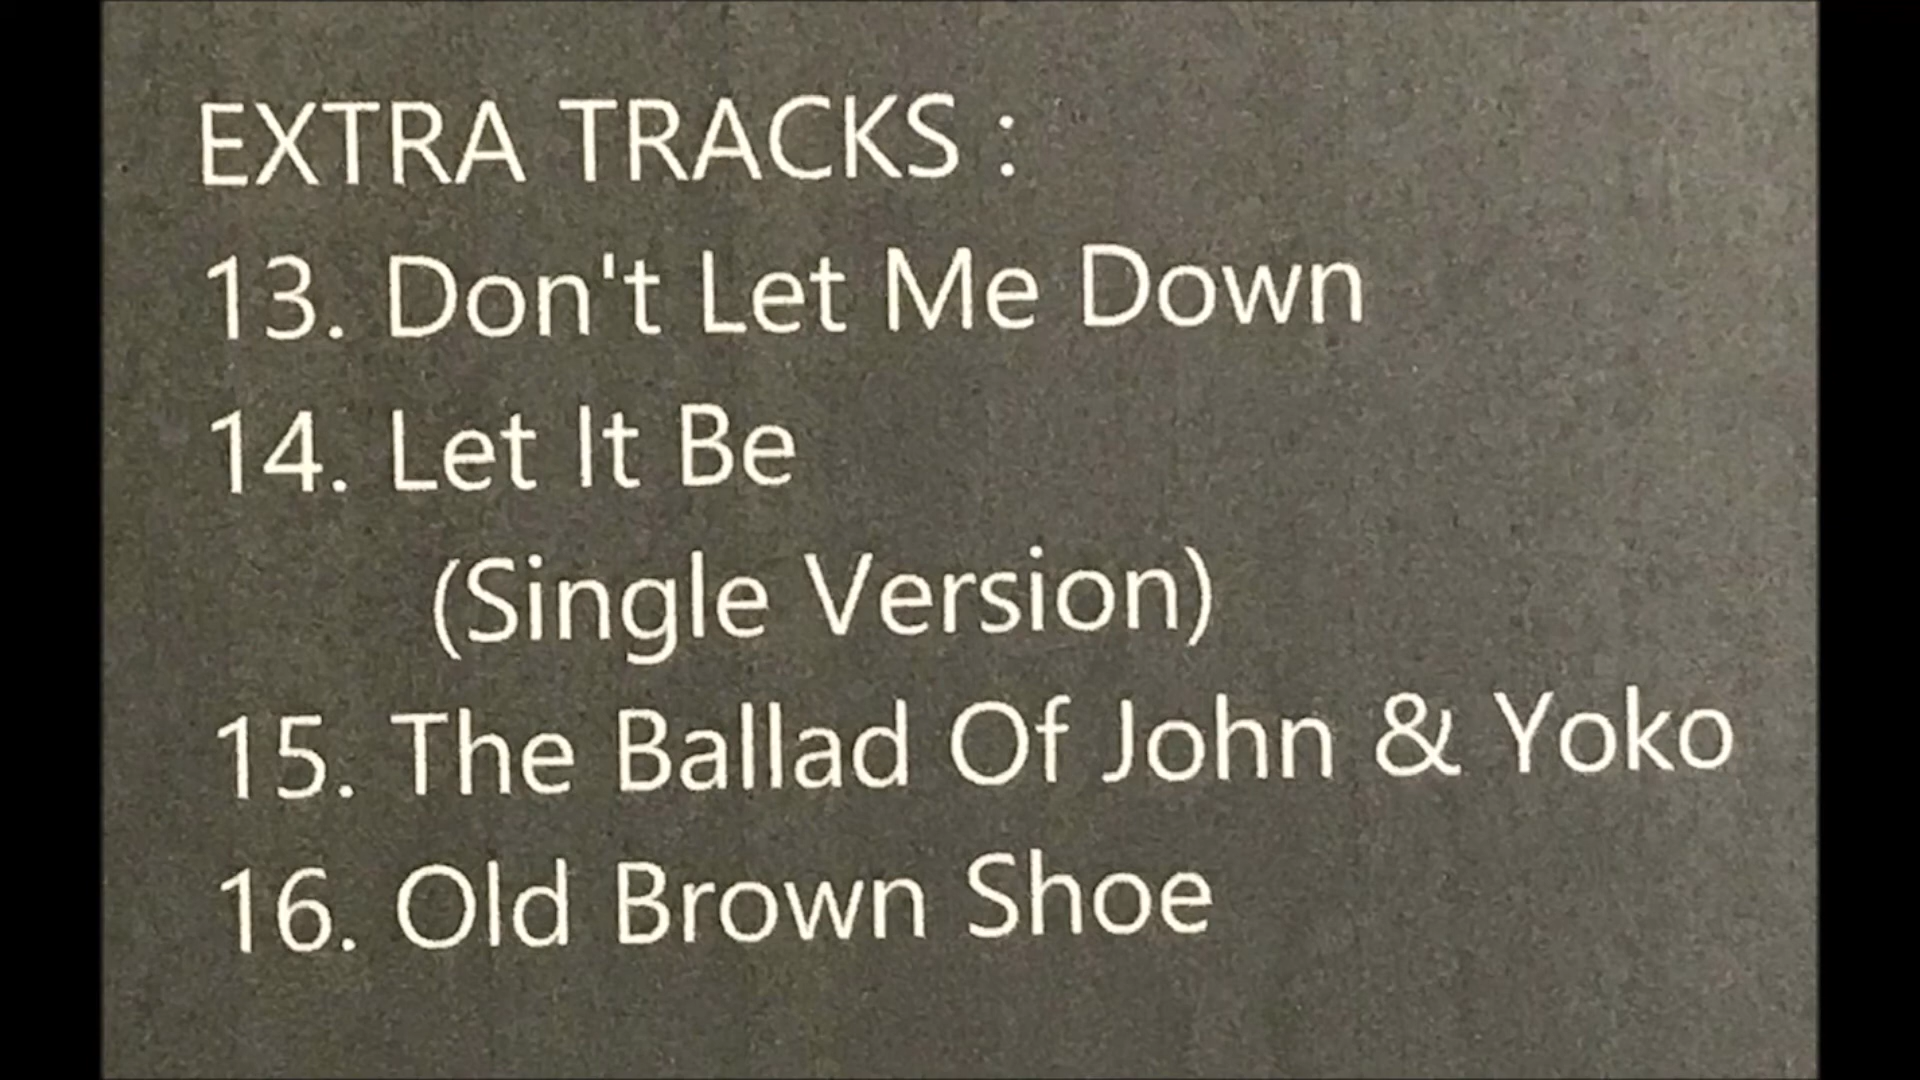 EXTRA TRACKS :
13. Don't Let Me Down
14. Let It Be
(Single Version)
15. The Ballad Of John & Yoko
16. Old Brown Shoe